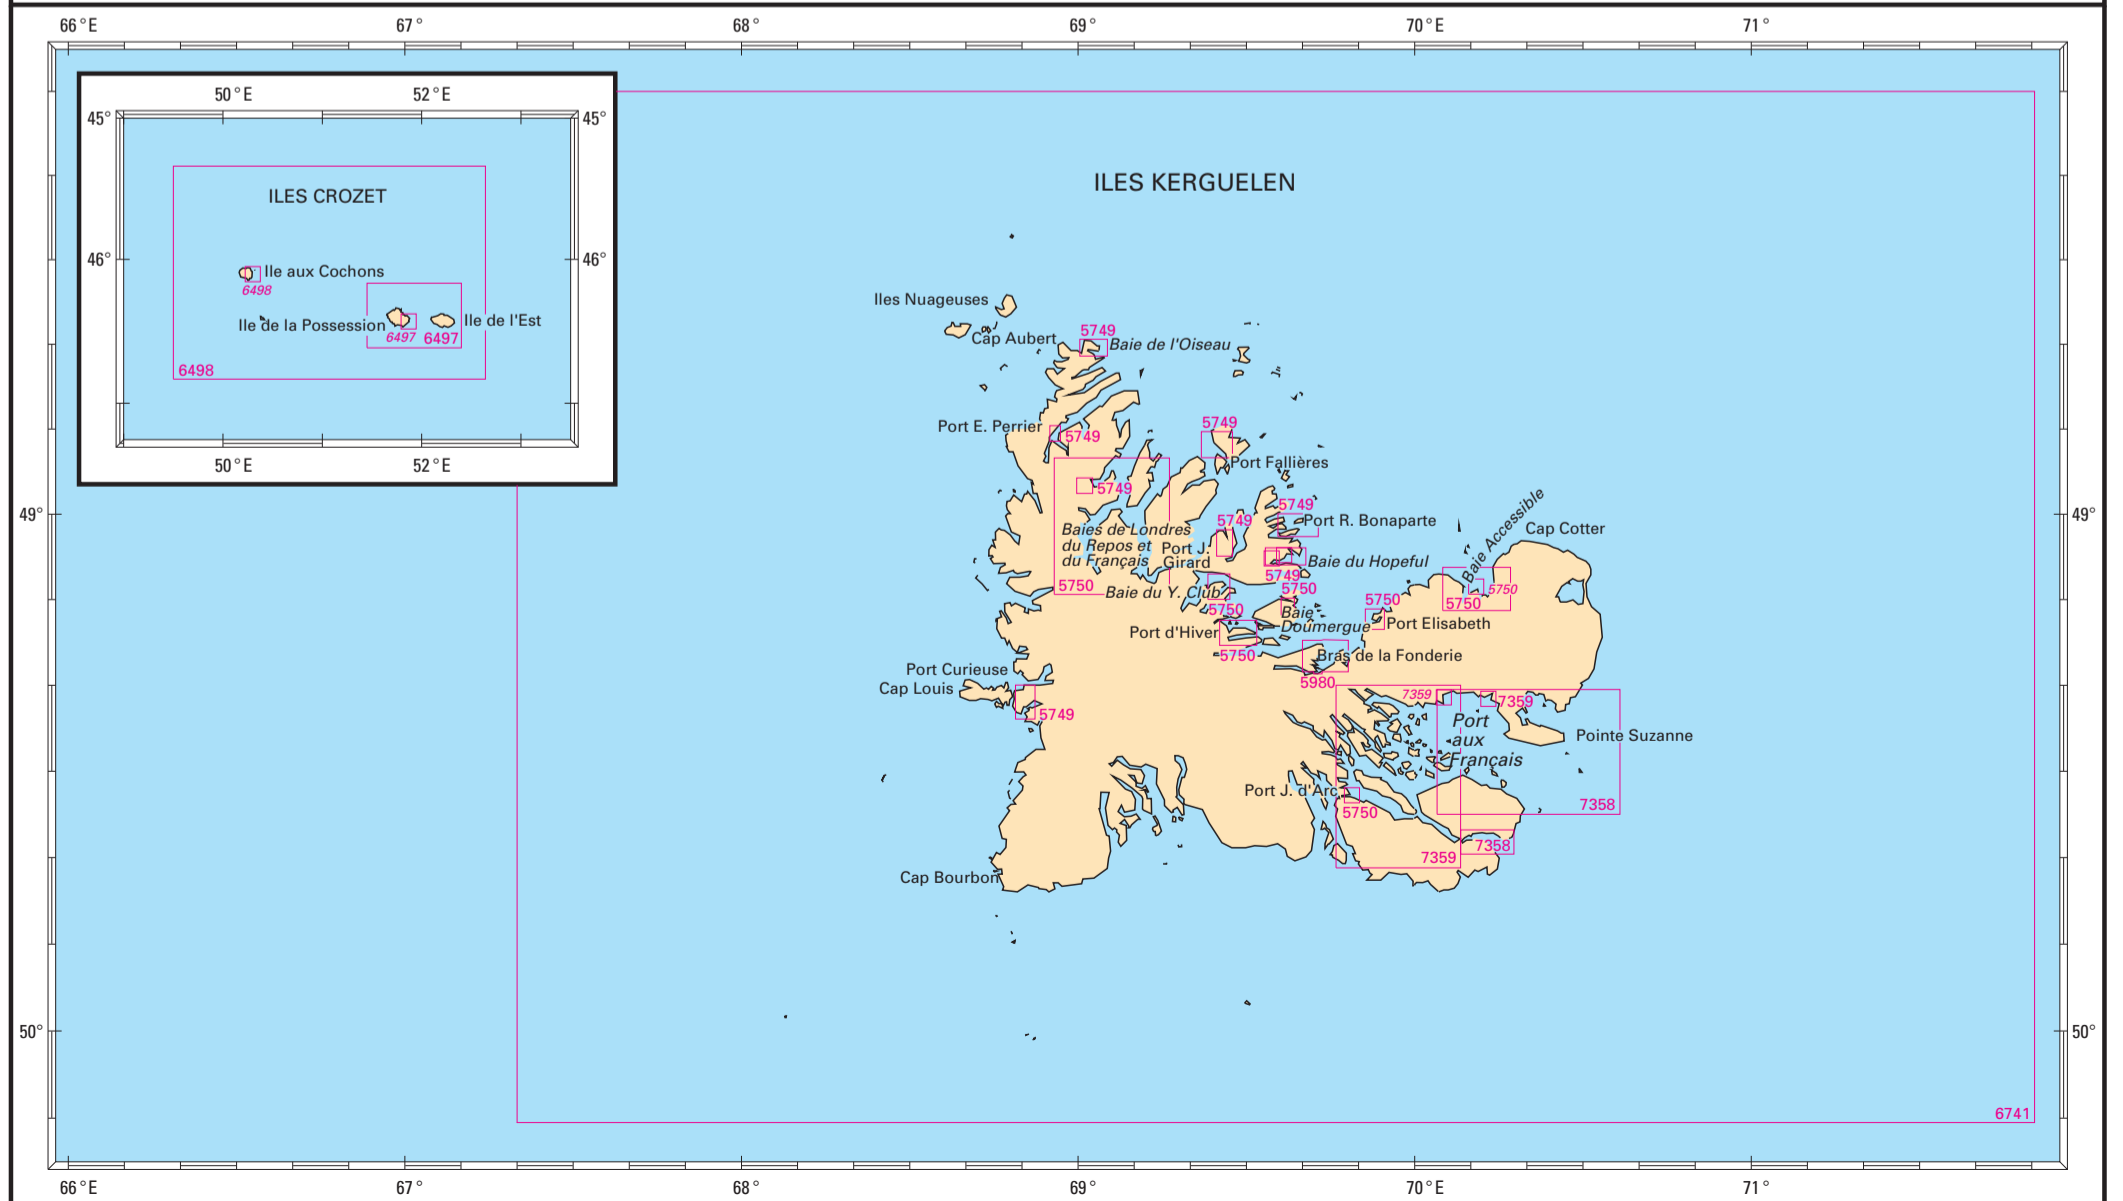 66°E 67° 68° 69° 70°E 71°
50°E 52°E
45° 45°
ILES KERGUELEN
ILES CROZET
46° 46°
Ile aux Cochons
6498
Ile de la Possession
Ile de l'Est
6497 6497
6498
50°E 52°E
Iles Nuageuses
5749
Cap Aubert
Baie de l'Oiseau
Port E. Perrier
5749
5749
Port Fallières
5749
49° 49°
5749
5749
Port R. Bonaparte
Baie Accessible
Cap Cotter
Baies de Londres
du Repos et
du Français
Port J.
Girard
Baie du Hopeful
5749
5750
Baie du Y. Club
5750
5750
5750
5750
5750
Baie
Doumergue
Port Elisabeth
Port d'Hiver
5750
Bras de la Fonderie
5980
Port Curieuse
Cap Louis
5749
7359
7359
Port
aux
Français
Pointe Suzanne
Port J. d'Arc
5750
7358
7358
7359
Cap Bourbon
50° 50°
6741
66°E 67° 68° 69° 70°E 71°